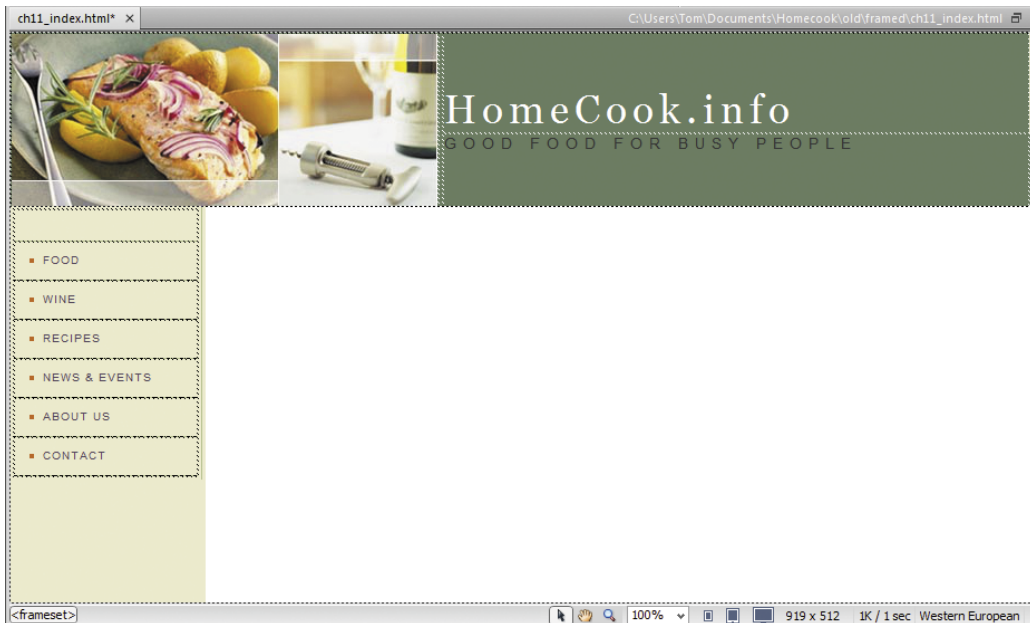 ch11_index.html* ×
C:\Users\Tom\Documents\Homecook\old\framed\ch11_index.html
HomeCook.info
GOOD FOOD FOR BUSY PEOPLE
FOOD
WINE
RECIPES
NEWS & EVENTS
ABOUT US
CONTACT
<frameset> 100% 919 x 512 1K / 1 sec Western European